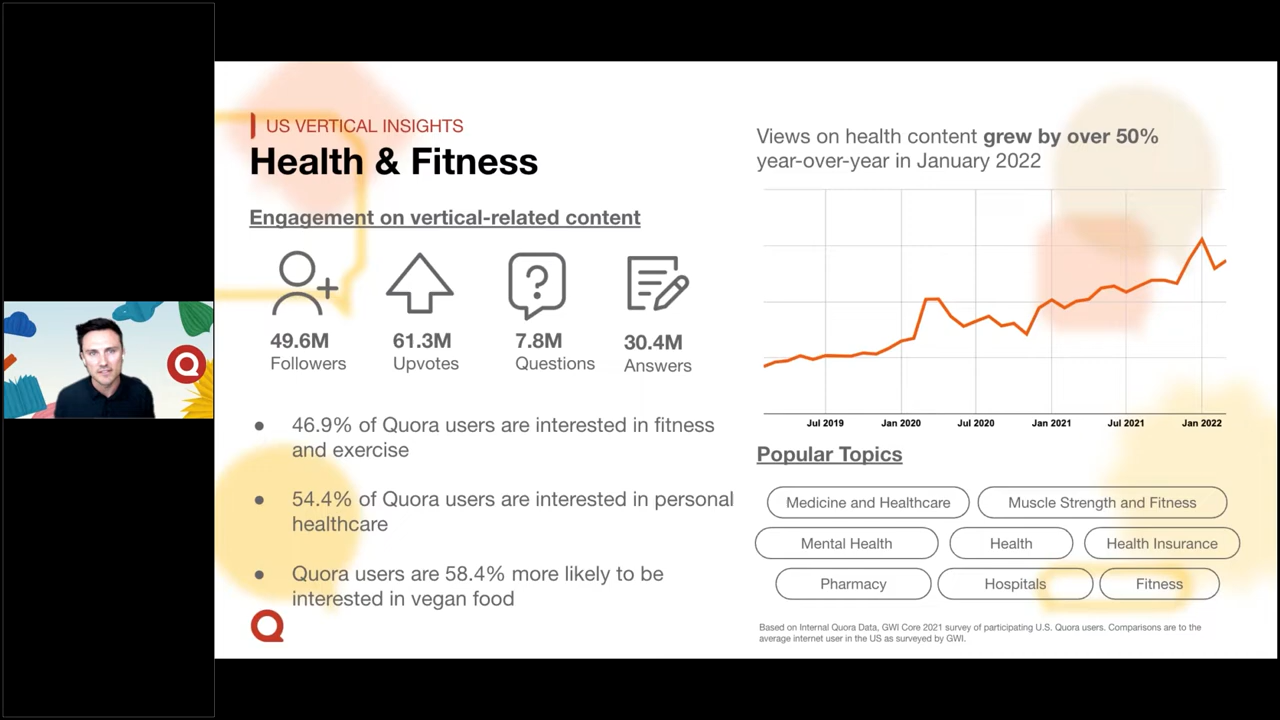 US VERTICAL INSIGHTS
Health & Fitness
Engagement on vertical-related content
49.6M
Followers
61.3M
Upvotes
7.8M
Questions
30.4M
Answers
● 46.9% of Quora users are interested in fitness
and exercise
● 54.4% of Quora users are interested in personal
healthcare
● Quora users are 58.4% more likely to be
interested in vegan food
Q
Views on health content grew by over 50%
year-over-year in January 2022
Jul 2019 Jan 2020 Jul 2020 Jan 2021 Jul 2021 Jan 2022
Popular Topics
Medicine and Healthcare Muscle Strength and Fitness
Mental Health Health Health Insurance
Pharmacy Hospitals Fitness
Based on Internal Quora Data, GWI Core 2021 survey of participating U.S. Quora users. Comparisons are to the
average internet user in the US as surveyed by GWI.
Q